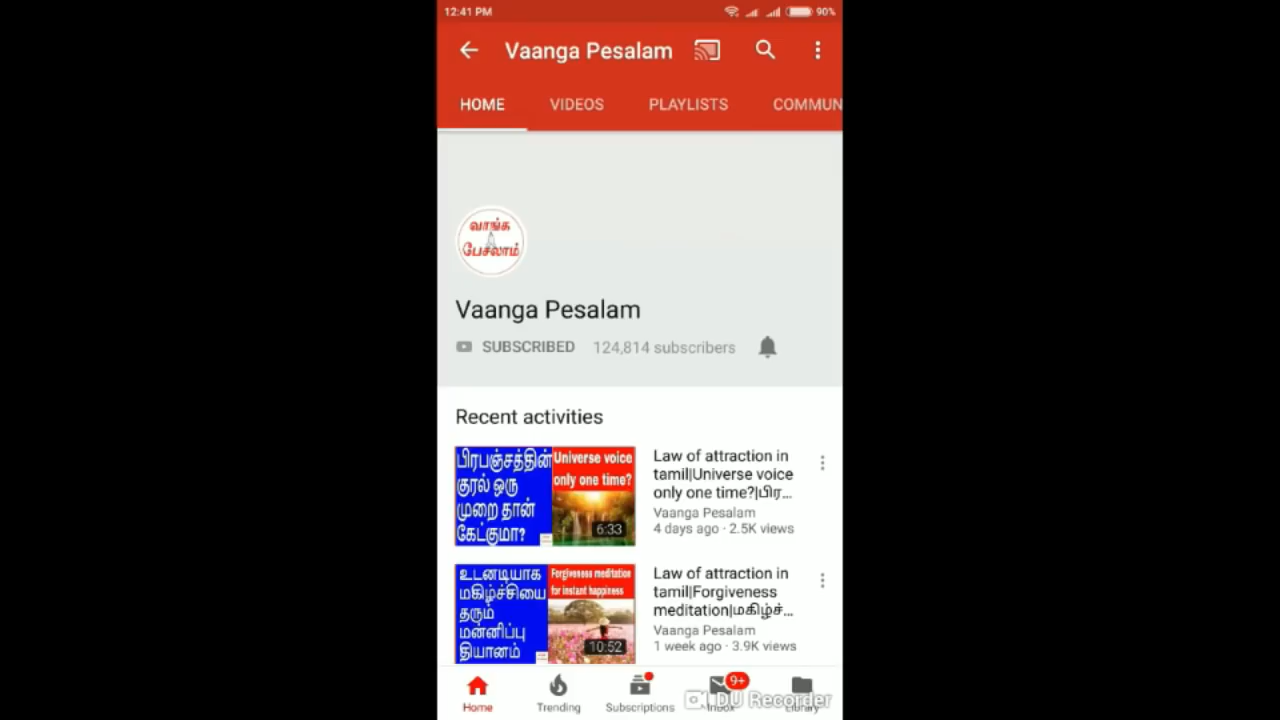 12:41 PM
90%
Vaanga Pesalam
HOME VIDEOS PLAYLISTS COMMUN
வாங்க
பேசலாம்
Vaanga Pesalam
SUBSCRIBED 124,814 subscribers
Recent activities
பிரபஞ்சத்தின்
குரல் ஒரு
முறை தான்
கேட்குமா?
Universe voice
only one time?
6:33
Law of attraction in
tamil|Universe voice
only one time?|பிர...
Vaanga Pesalam
4 days ago · 2.5K views
உடனடியாக
மகிழ்ச்சியை
தரும்
மன்னிப்பு
தியானம்
Forgiveness meditation
for instant happiness
10:52
Law of attraction in
tamil|Forgiveness
meditation|மகிழ்ச்...
Vaanga Pesalam
1 week ago · 3.9K views
9+
Home Trending Subscriptions Inbox Library
DU Recorder